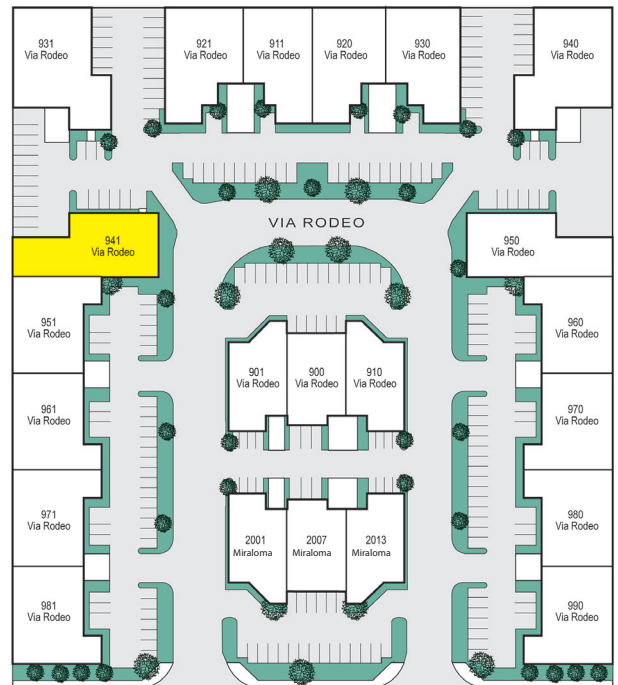 931
Via Rodeo
921
Via Rodeo
911
Via Rodeo
920
Via Rodeo
930
Via Rodeo
940
Via Rodeo
VIA RODEO
941
Via Rodeo
950
Via Rodeo
951
Via Rodeo
960
Via Rodeo
901
Via Rodeo
900
Via Rodeo
910
Via Rodeo
961
Via Rodeo
970
Via Rodeo
971
Via Rodeo
980
Via Rodeo
2001
Miraloma
2007
Miraloma
2013
Miraloma
981
Via Rodeo
990
Via Rodeo